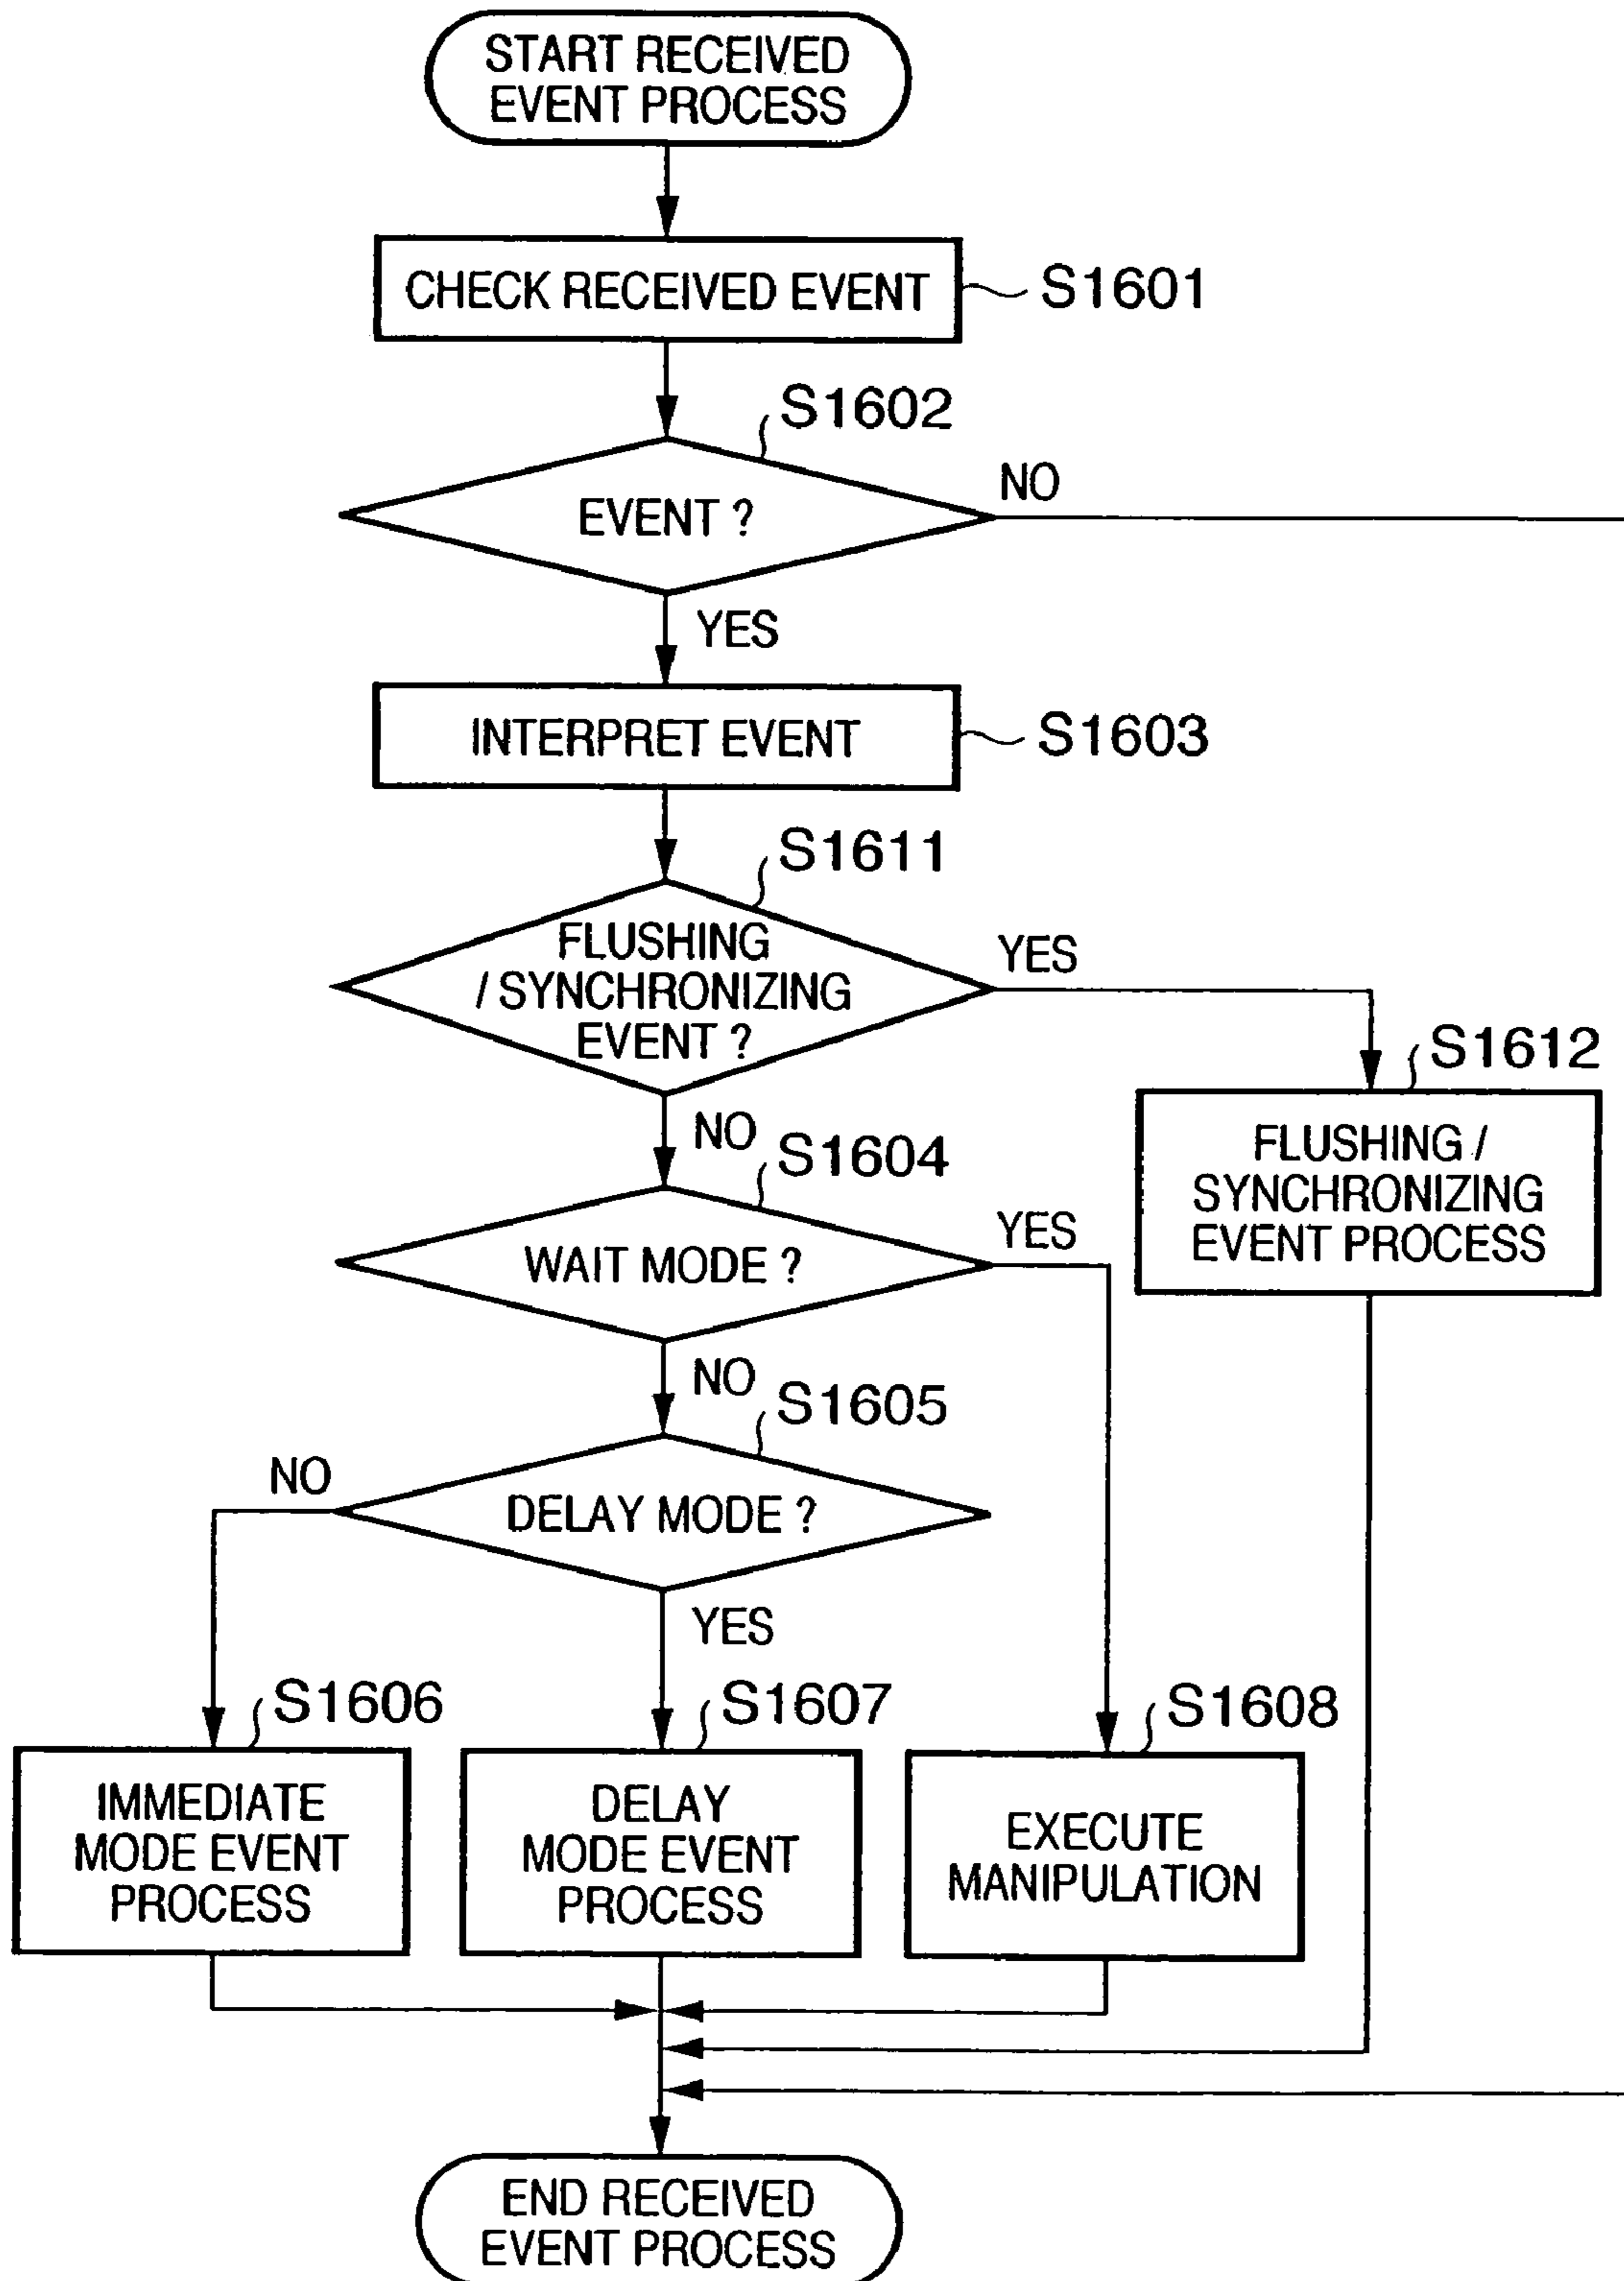 START RECEIVED
EVENT PROCESS
CHECK RECEIVED EVENT
S1601
S1602
EVENT ?
NO
YES
INTERPRET EVENT
S1603
S1611
FLUSHING
/ SYNCHRONIZING
EVENT ?
YES
S1612
FLUSHING /
SYNCHRONIZING
EVENT PROCESS
NO
S1604
WAIT MODE ?
YES
NO
S1605
NO
DELAY MODE ?
YES
S1606
S1607
S1608
IMMEDIATE
MODE EVENT
PROCESS
DELAY
MODE EVENT
PROCESS
EXECUTE
MANIPULATION
END RECEIVED
EVENT PROCESS